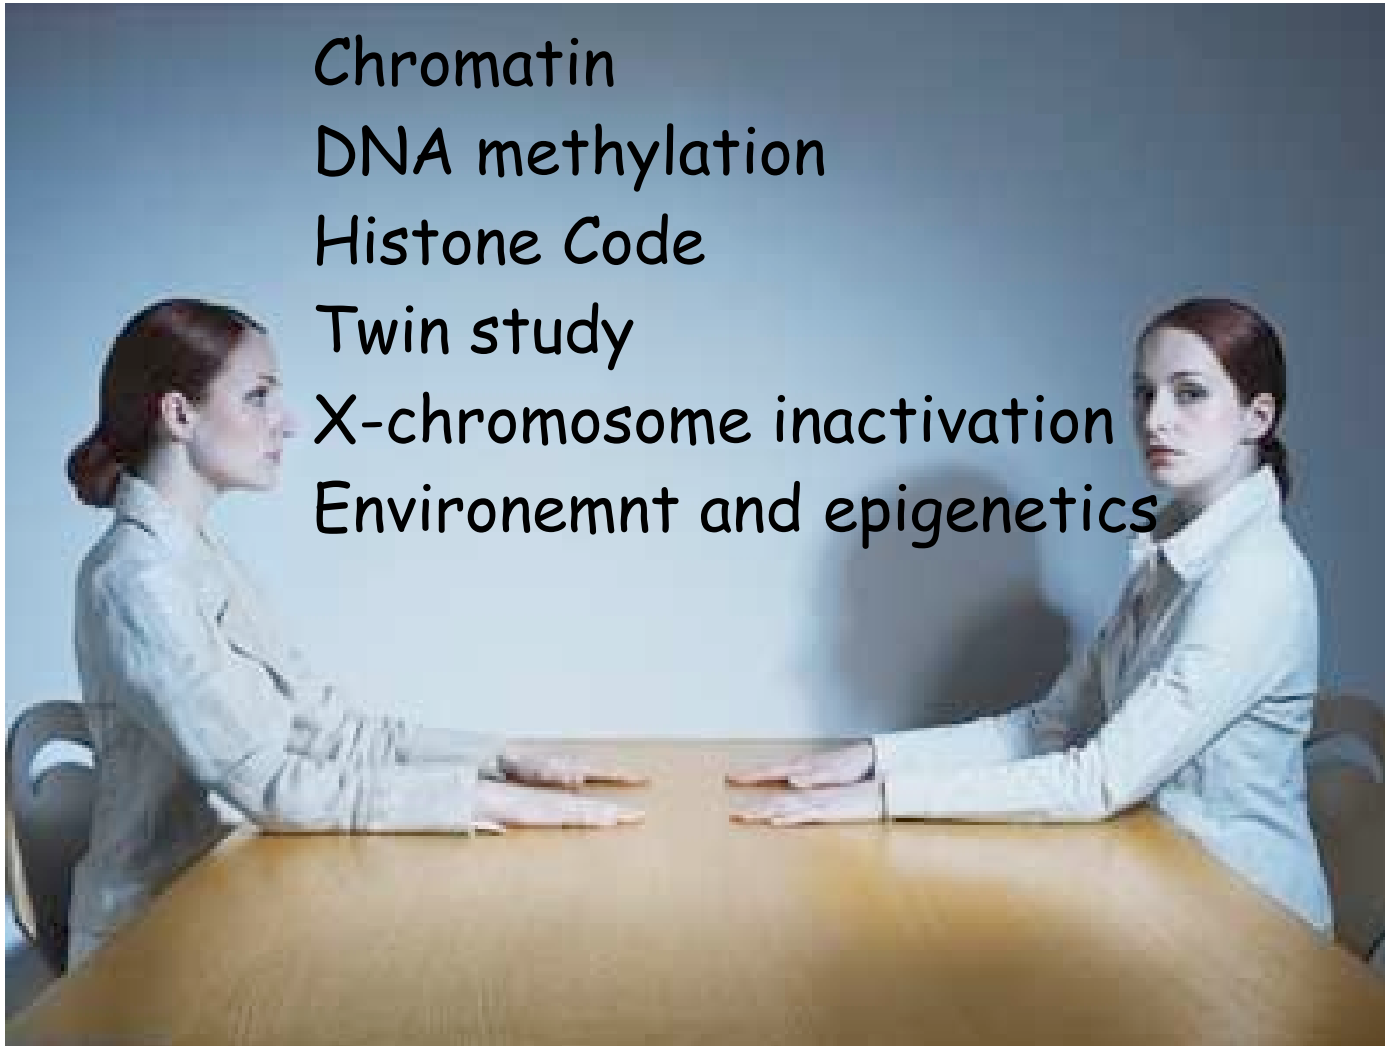 Chromatin
DNA methylation
Histone Code
Twin study
X-chromosome inactivation
Environemnt and epigenetics